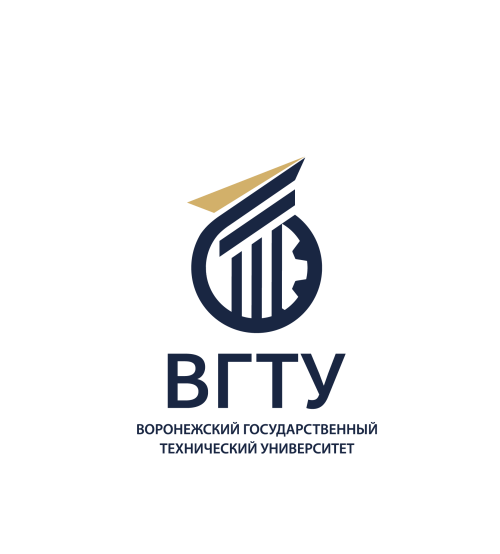 ВГТУ
ВОРОНЕЖСКИЙ ГОСУДАРСТВЕННЫЙ
ТЕХНИЧЕСКИЙ УНИВЕРСИТЕТ